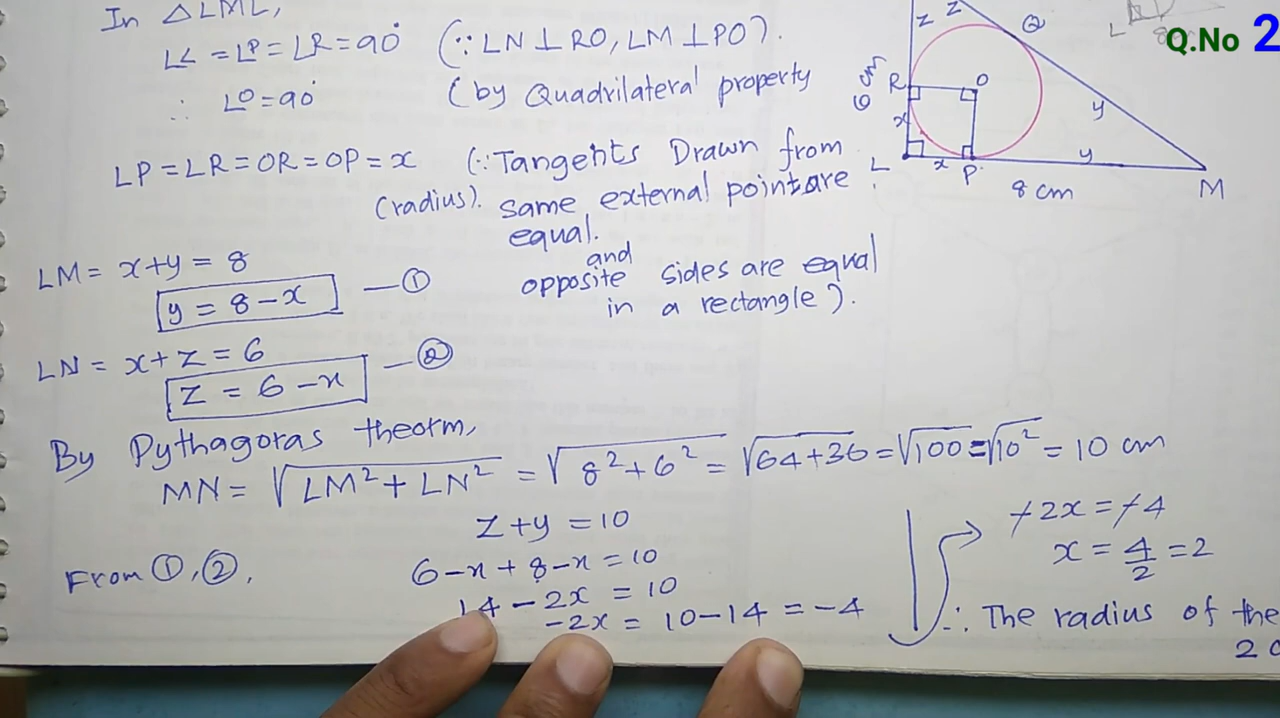 In △LML,
∠L = ∠P = ∠R = 90° (∵ LN ⊥ RO, LM ⊥ PO).
∴ ∠O = 90° (by Quadrilateral property
LP = LR = OR = OP = x (∵ Tangents Drawn from
(radius). same external point are
equal.
and
opposite sides are equal
in a rectangle).
LM = x + y = 8
y = 8 - x — ①
LN = x + z = 6
z = 6 - x — ②
By Pythagoras theorm,
MN = √LM² + LN² = √8² + 6² = √64+36 = √100 = √10² = 10 cm
z + y = 10
From ①, ②,
6 - x + 8 - x = 10
14 - 2x = 10
-2x = 10 - 14 = -4
-2x = -4
x = 4/2 = 2
∴ The radius of the
2 c
z z Q
R O
6 cm
x y
L x P y M
8 cm
L 8
Q.No 2